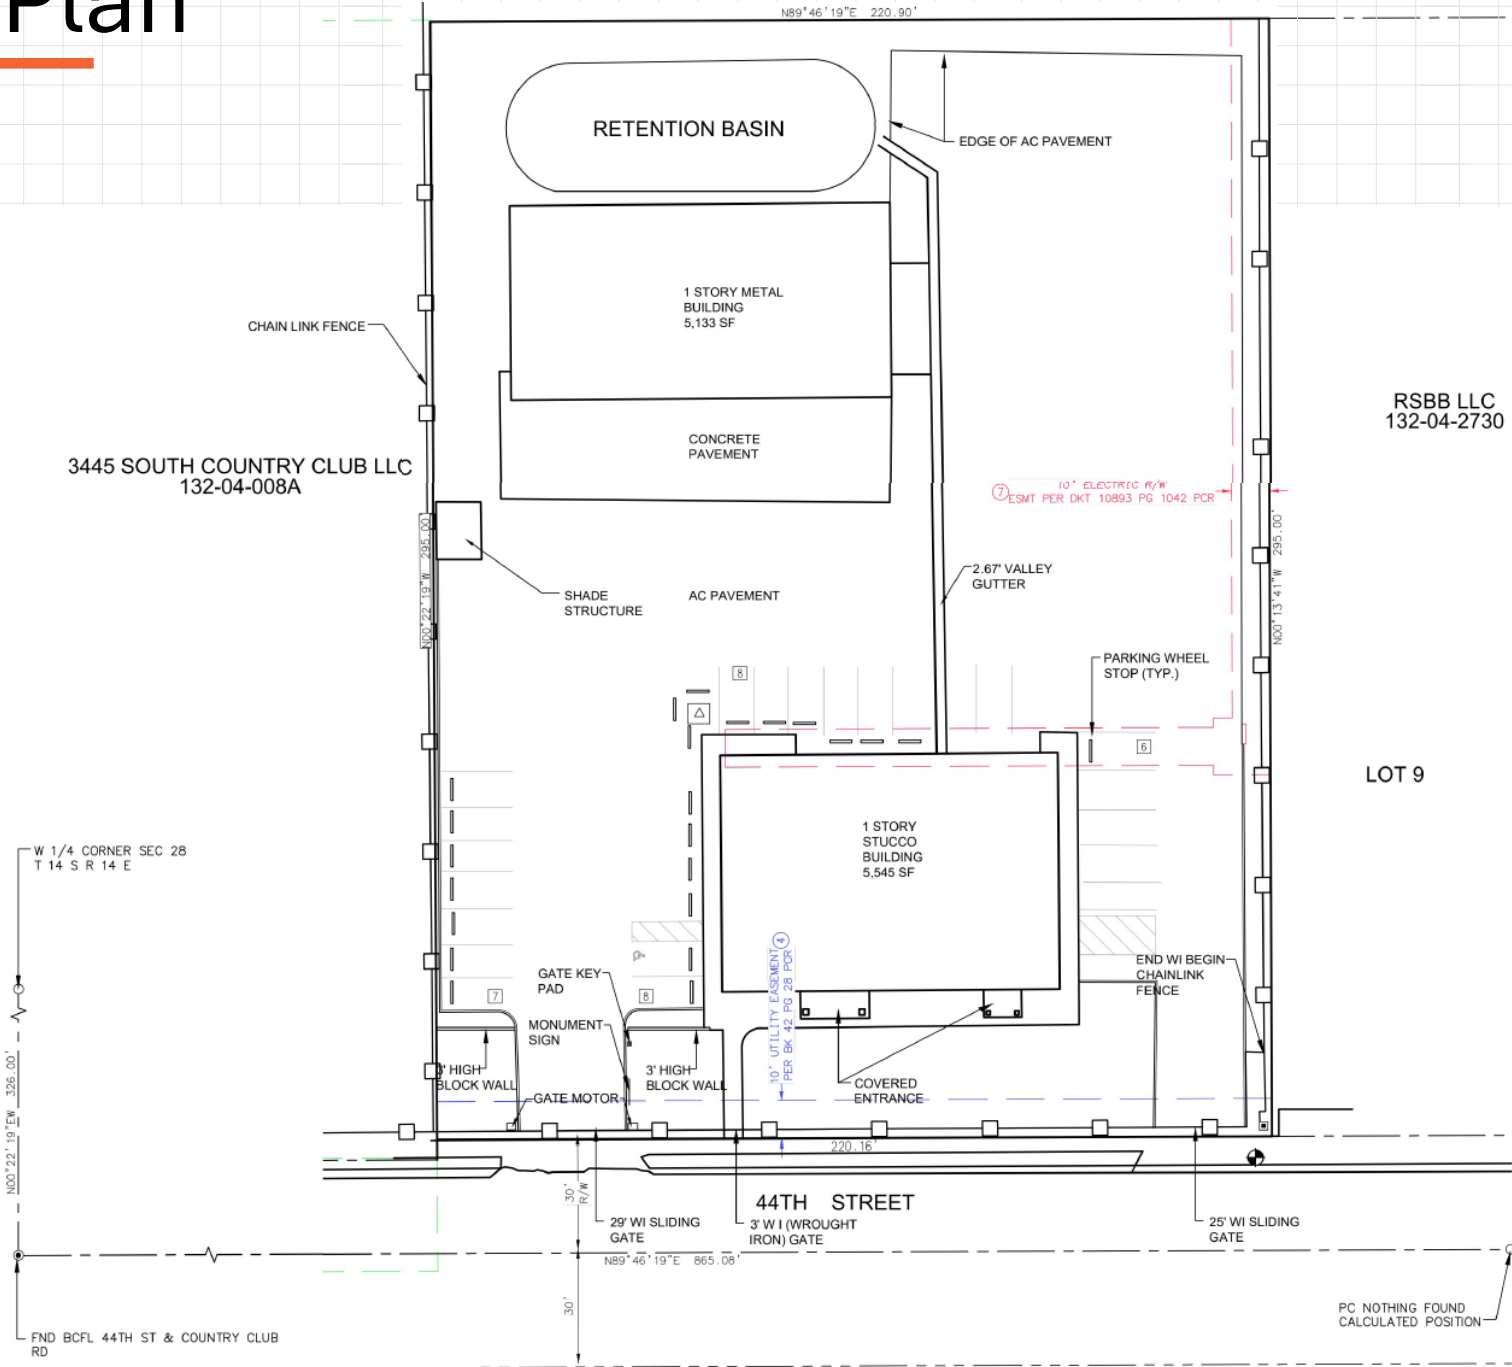 Plan
N89°46'19"E 220.90'
RETENTION BASIN
EDGE OF AC PAVEMENT
1 STORY METAL
BUILDING
5,133 SF
CHAIN LINK FENCE
RSBB LLC
132-04-2730
CONCRETE
PAVEMENT
3445 SOUTH COUNTRY CLUB LLC
132-04-008A
7
10' ELECTRIC R/W
ESMT PER DKT 10893 PG 1042 PCR
N00°22'19"W 295.00'
N00°13'41"W 295.00'
2.67' VALLEY
GUTTER
SHADE
STRUCTURE
AC PAVEMENT
PARKING WHEEL
STOP (TYP.)
8
6
LOT 9
1 STORY
STUCCO
BUILDING
5,545 SF
W 1/4 CORNER SEC 28
T 14 S R 14 E
4
10' UTILITY EASEMENT
PER BK 42 PG 28 PCR
END WI BEGIN
CHAINLINK
FENCE
GATE KEY
PAD
7
8
MONUMENT
SIGN
3' HIGH
BLOCK WALL
3' HIGH
BLOCK WALL
GATE MOTOR
COVERED
ENTRANCE
N00°22'19"EW 326.00'
220.16'
30'
R/W
44TH STREET
29' WI SLIDING
GATE
3' W I (WROUGHT
IRON) GATE
25' WI SLIDING
GATE
N89°46'19"E 865.08'
30'
PC NOTHING FOUND
CALCULATED POSITION
FND BCFL 44TH ST & COUNTRY CLUB
RD